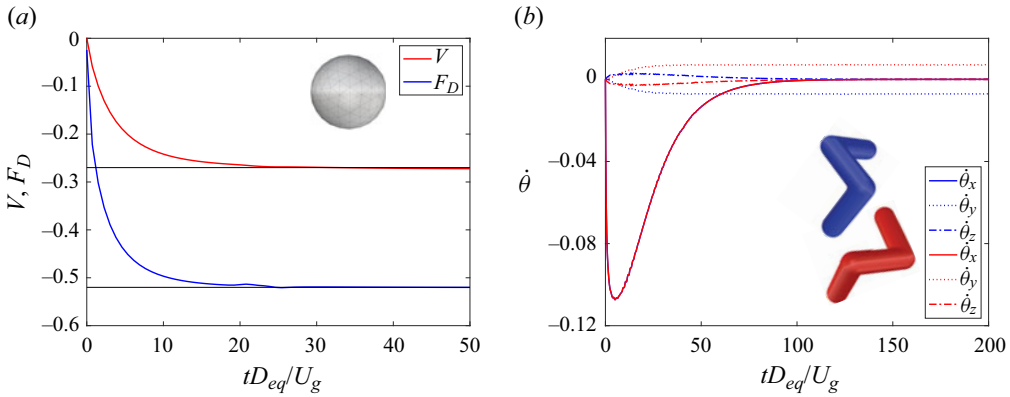 (a)
V, F_D
0
–0.1
–0.2
–0.3
–0.4
–0.5
–0.6
0 10 20 30 40 50
tD_eq/U_g
V
F_D
(b)
θ̇
0
–0.04
–0.08
–0.12
0 50 100 150 200
tD_eq/U_g
θ̇_x
θ̇_y
θ̇_z
θ̇_x
θ̇_y
θ̇_z